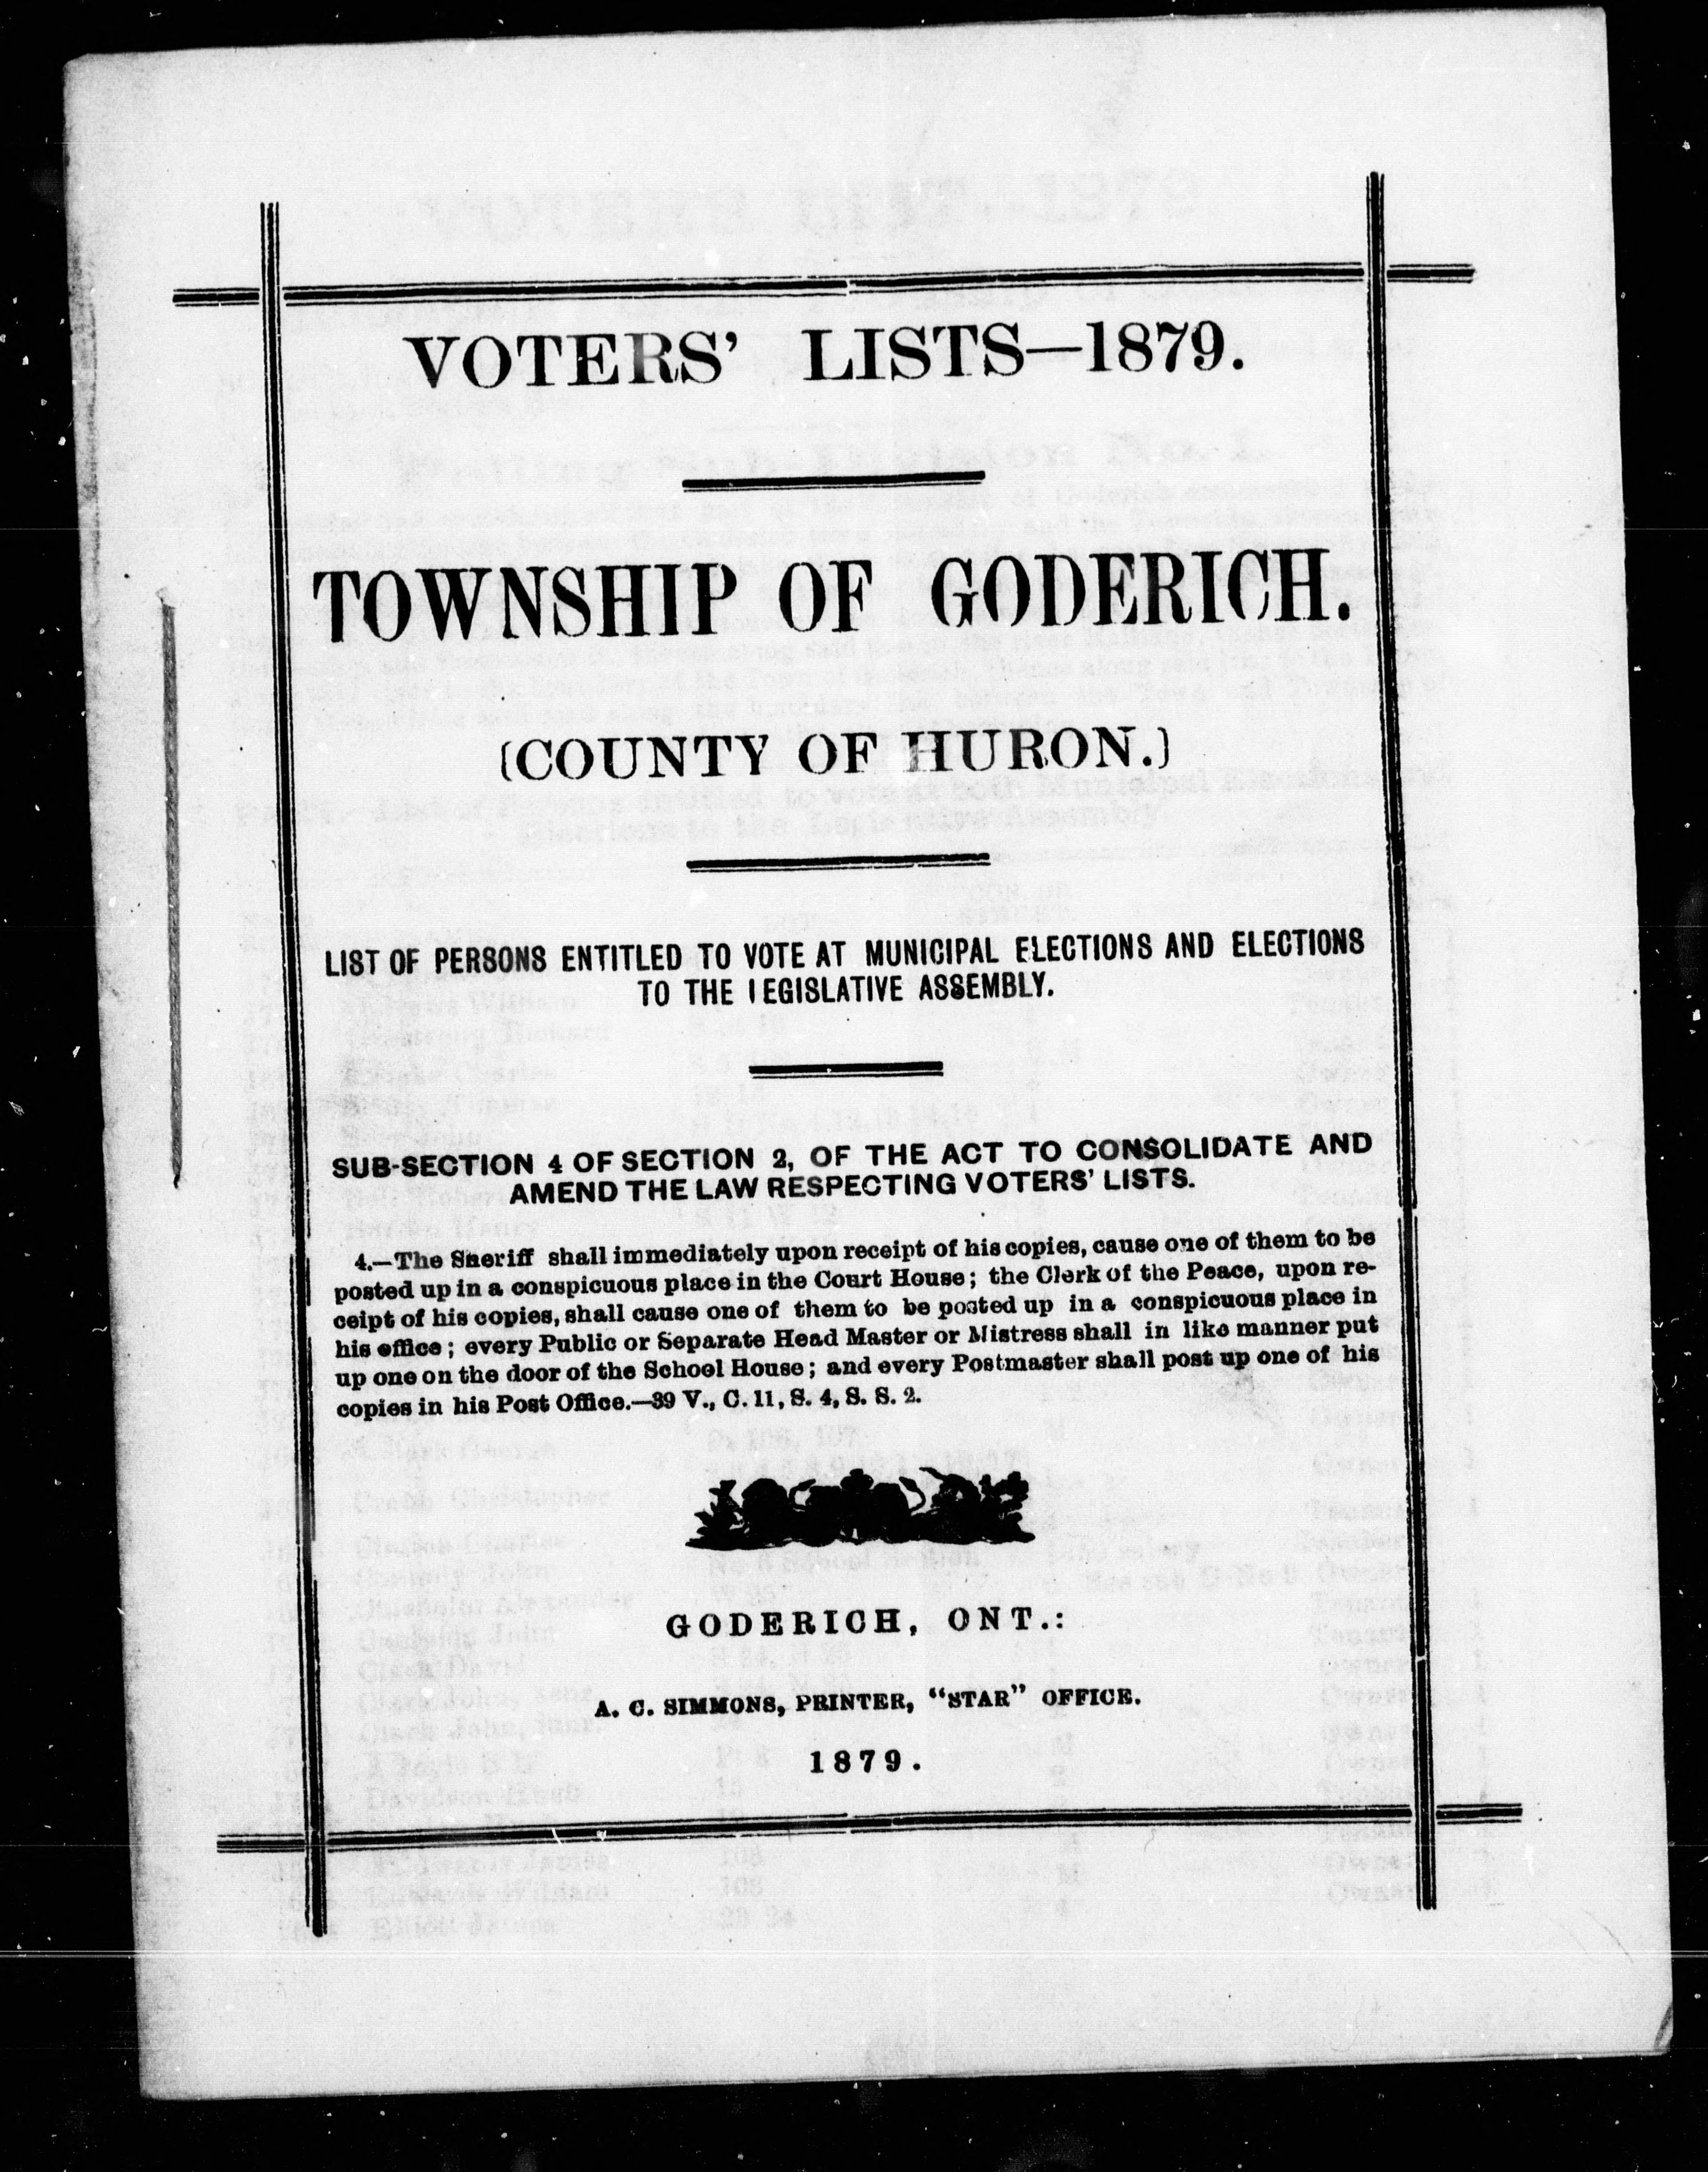 VOTERS' LISTS—1879.
TOWNSHIP OF GODERICH.
(COUNTY OF HURON.)
LIST OF PERSONS ENTITLED TO VOTE AT MUNICIPAL ELECTIONS AND ELECTIONS
TO THE LEGISLATIVE ASSEMBLY.
SUB-SECTION 4 OF SECTION 2, OF THE ACT TO CONSOLIDATE AND
AMEND THE LAW RESPECTING VOTERS' LISTS.
4.—The Sheriff shall immediately upon receipt of his copies, cause one of them to be
posted up in a conspicuous place in the Court House; the Clerk of the Peace, upon re-
ceipt of his copies, shall cause one of them to be posted up in a conspicuous place in
his office; every Public or Separate Head Master or Mistress shall in like manner put
up one on the door of the School House; and every Postmaster shall post up one of his
copies in his Post Office.—39 V., C. 11, S. 4, S. S. 2.
GODERICH, ONT.:
A. C. SIMMONS, PRINTER, "STAR" OFFICE.
1879.